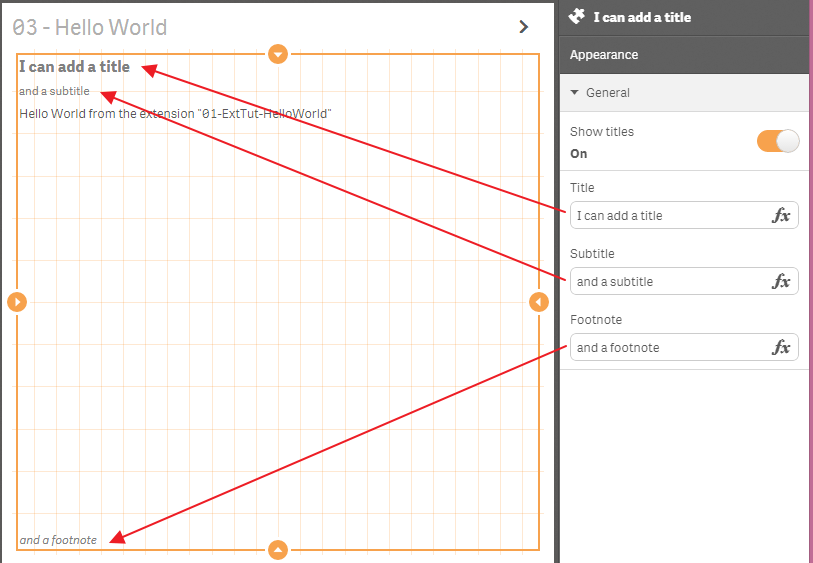 03 - Hello World
I can add a title
and a subtitle
Hello World from the extension "01-ExtTut-HelloWorld"
and a footnote
I can add a title
Appearance
General
Show titles
On
Title
I can add a title fx
Subtitle
and a subtitle fx
Footnote
and a footnote fx